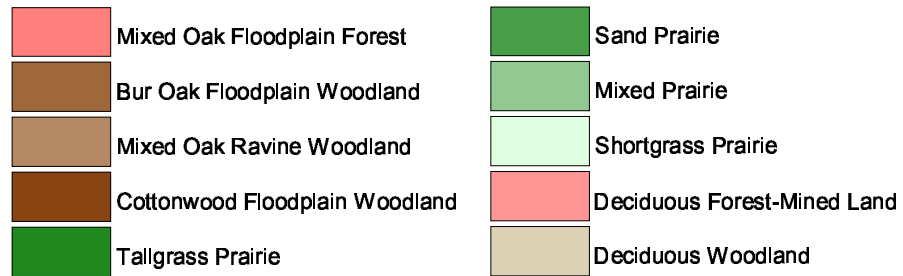 Mixed Oak Floodplain Forest
Bur Oak Floodplain Woodland
Mixed Oak Ravine Woodland
Cottonwood Floodplain Woodland
Tallgrass Prairie
Sand Prairie
Mixed Prairie
Shortgrass Prairie
Deciduous Forest-Mined Land
Deciduous Woodland